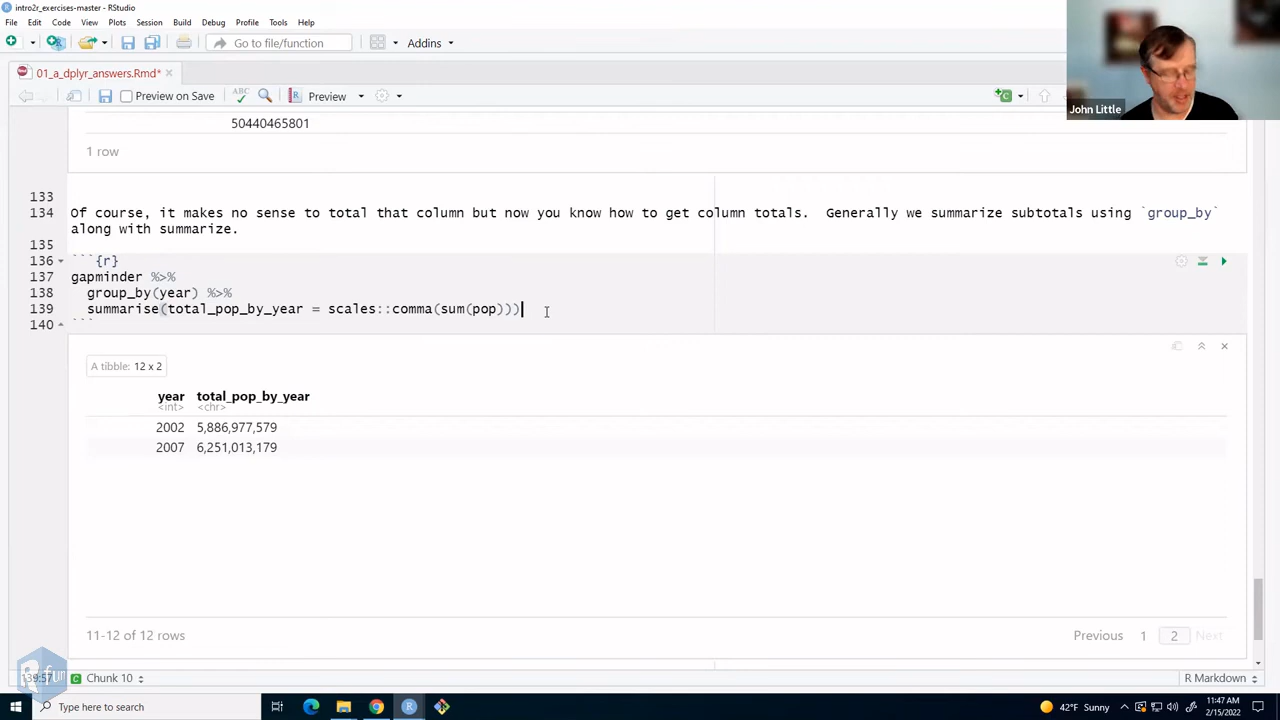 intro2r_exercises-master - RStudio
File Edit Code View Plots Session Build Debug Profile Tools Help
Go to file/function Addins
01_a_dplyr_answers.Rmd*
Preview on Save ABC Preview
John Little
50440465801
1 row
133
134 Of course, it makes no sense to total that column but now you know how to get column totals. Generally we summarize subtotals using `group_by`
along with summarize.
135
136 ```{r}
137 gapminder %>%
138 group_by(year) %>%
139 summarise(total_pop_by_year = scales::comma(sum(pop)))
140 ```
A tibble: 12 x 2
year total_pop_by_year
<int> <chr>
2002 5,886,977,579
2007 6,251,013,179
11-12 of 12 rows Previous 1 2 Next
R fun
139:57 Chunk 10 R Markdown
Type here to search 42°F Sunny 11:47 AM
2/15/2022